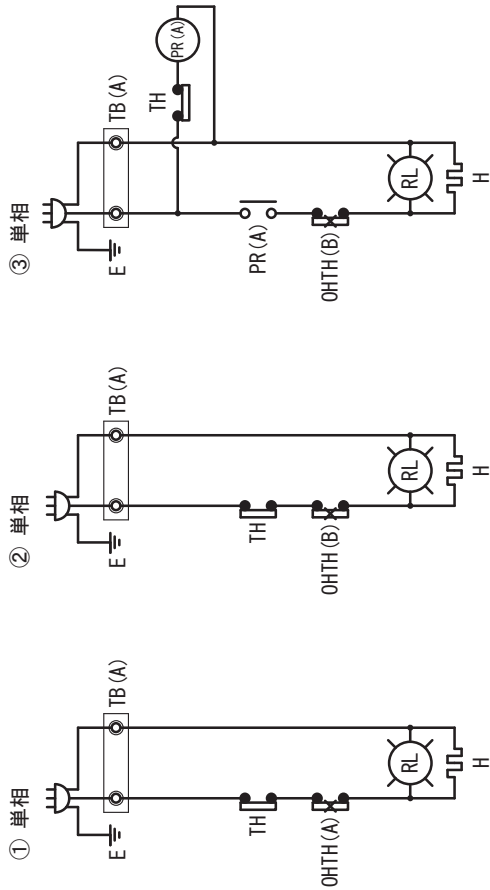 ① 単相
TB(A)
E
TH
OHTH(A)
RL
H
② 単相
TB(A)
E
TH
OHTH(B)
RL
H
③ 単相
TB(A)
E
TH
PR(A)
PR(A)
OHTH(B)
RL
H